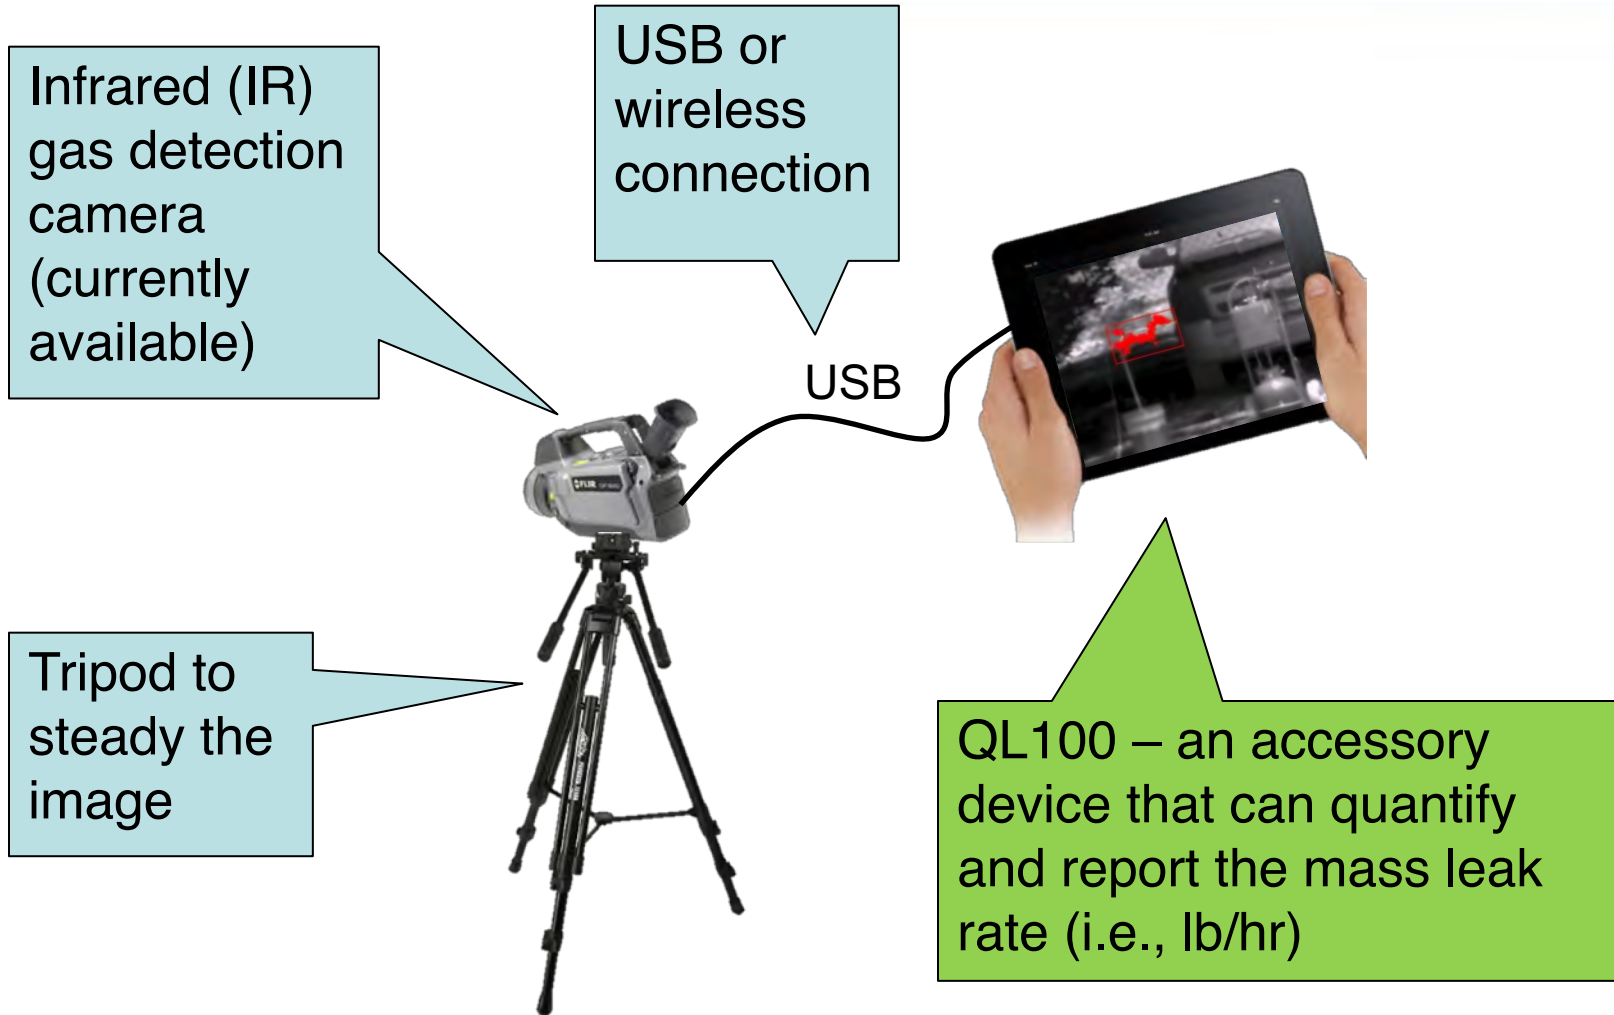 Infrared (IR)
gas detection
camera
(currently
available)
USB or
wireless
connection
USB
FLIR
Tripod to
steady the
image
QL100 – an accessory
device that can quantify
and report the mass leak
rate (i.e., lb/hr)